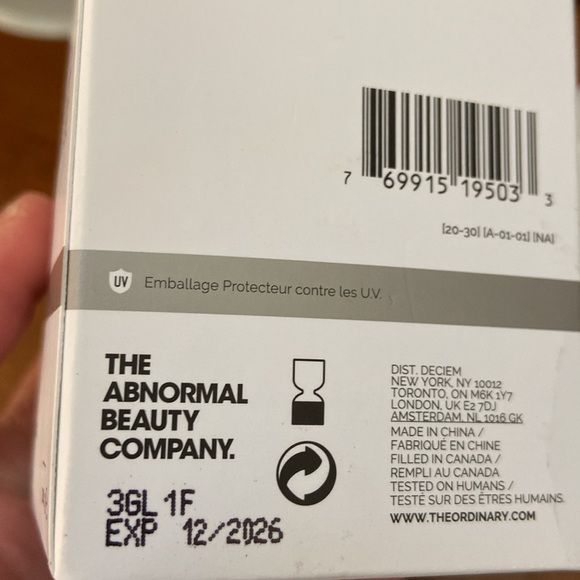 7 69915 19503 3
[20-30] [A-01-01] [NA]
UV Emballage Protecteur contre les U.V.
THE
ABNORMAL
BEAUTY
COMPANY.
3GL 1F
EXP 12/2026
DIST. DECIEM
NEW YORK, NY 10012
TORONTO, ON M6K 1Y7
LONDON, UK E2 7DJ
AMSTERDAM, NL 1016 GK
MADE IN CHINA /
FABRIQUÉ EN CHINE
FILLED IN CANADA /
REMPLI AU CANADA
TESTED ON HUMANS /
TESTÉ SUR DES ÊTRES HUMAINS.
WWW.THEORDINARY.COM